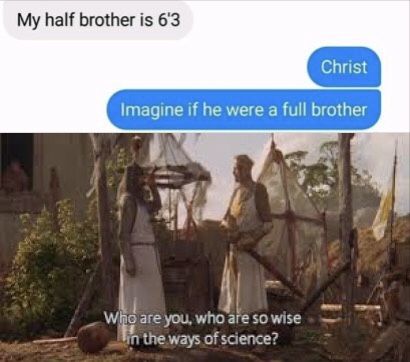 My half brother is 6'3
Christ
Imagine if he were a full brother
Who are you, who are so wise
in the ways of science?